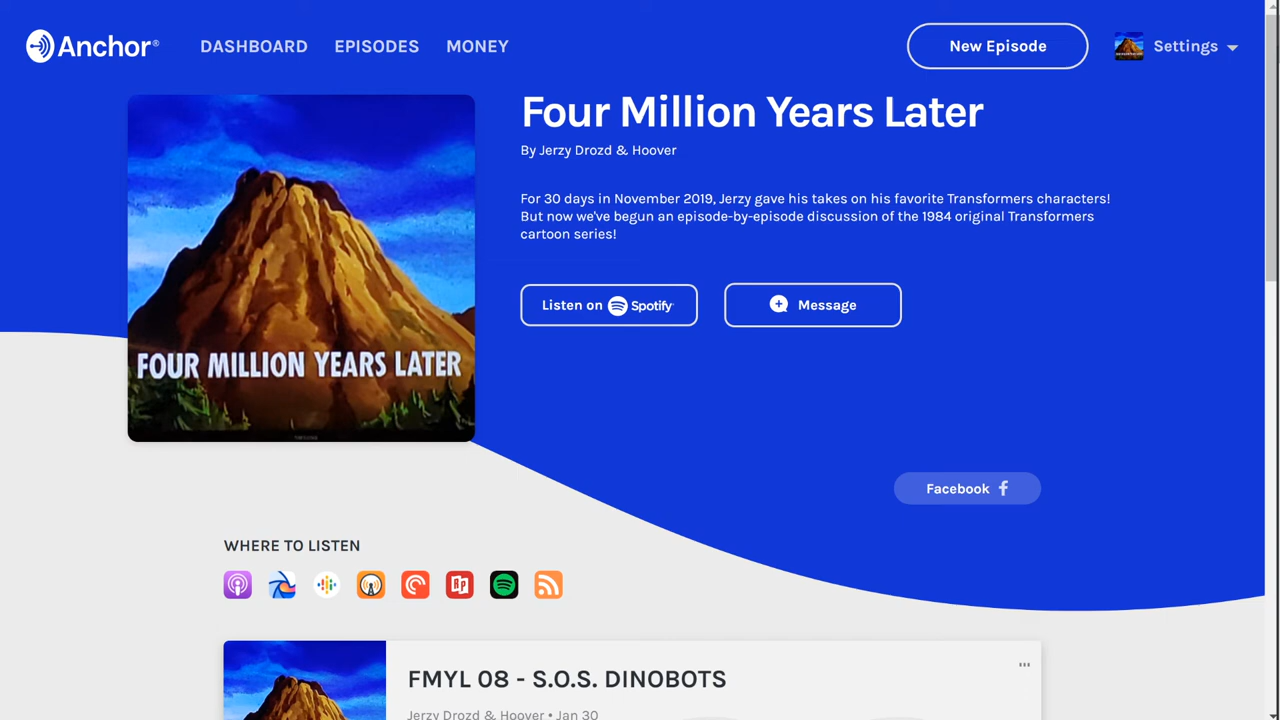 Anchor®
DASHBOARD EPISODES MONEY
New Episode
Settings
Four Million Years Later
By Jerzy Drozd & Hoover
For 30 days in November 2019, Jerzy gave his takes on his favorite Transformers characters!
But now we've begun an episode-by-episode discussion of the 1984 original Transformers
cartoon series!
Listen on Spotify
Message
FOUR MILLION YEARS LATER
Facebook
WHERE TO LISTEN
Rp
FMYL 08 - S.O.S. DINOBOTS
Jerzy Drozd & Hoover • Jan 30